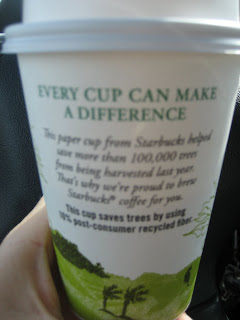 EVERY CUP CAN MAKE
A DIFFERENCE
This paper cup from Starbucks helped
save more than 100,000 trees
from being harvested last year.
That's why we're proud to brew
Starbucks® coffee for you.
This cup saves trees by using
10% post-consumer recycled fiber.